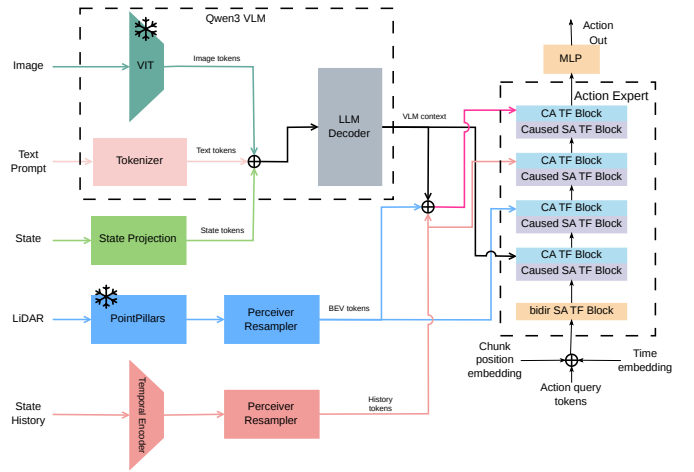 Qwen3 VLM
Image
VIT
Image tokens
Text
Prompt
Tokenizer
Text tokens
LLM
Decoder
VLM context
State
State Projection
State tokens
LiDAR
PointPillars
Perceiver
Resampler
BEV tokens
State
History
Temporal Encoder
Perceiver
Resampler
History
tokens
Action
Out
MLP
Action Expert
CA TF Block
Caused SA TF Block
CA TF Block
Caused SA TF Block
CA TF Block
Caused SA TF Block
CA TF Block
Caused SA TF Block
bidir SA TF Block
Chunk
position
embedding
Time
embedding
Action query
tokens